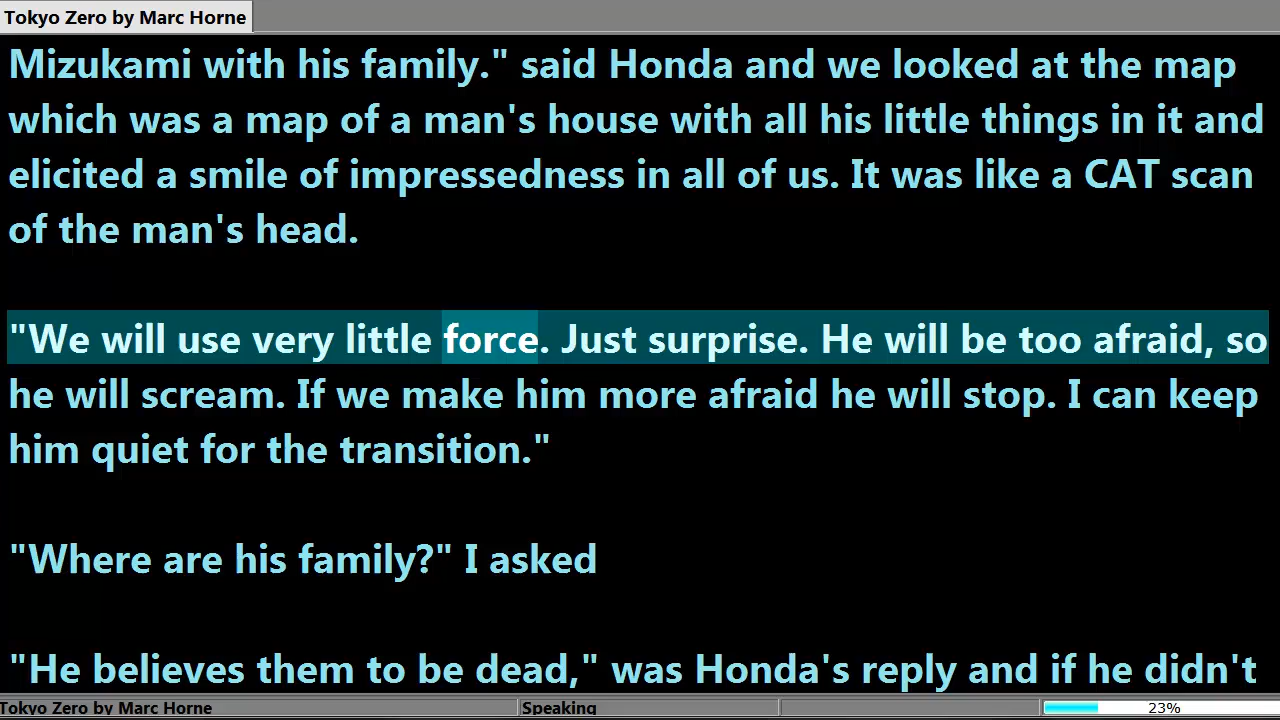 Tokyo Zero by Marc Horne
Mizukami with his family." said Honda and we looked at the map
which was a map of a man's house with all his little things in it and
elicited a smile of impressedness in all of us. It was like a CAT scan
of the man's head.
"We will use very little force. Just surprise. He will be too afraid, so
he will scream. If we make him more afraid he will stop. I can keep
him quiet for the transition."
"Where are his family?" I asked
"He believes them to be dead," was Honda's reply and if he didn't
Tokyo Zero by Marc Horne
Speaking
23%